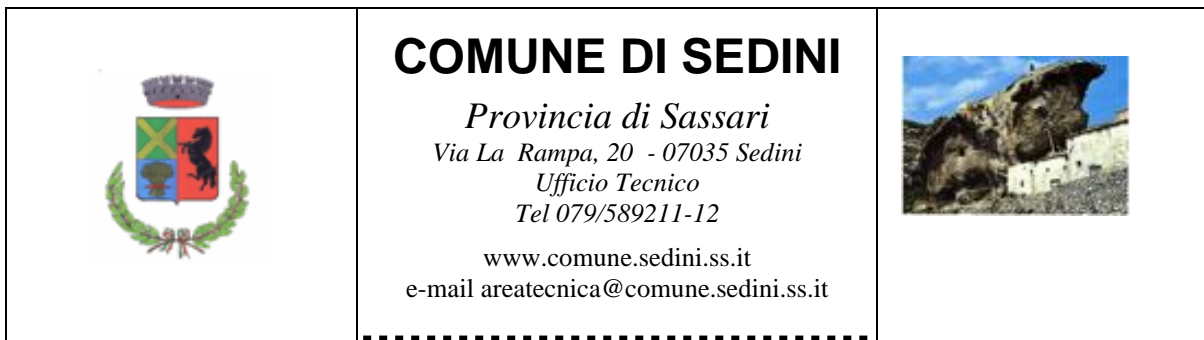 COMUNE DI SEDINI
Provincia di Sassari
Via La Rampa, 20 - 07035 Sedini
Ufficio Tecnico
Tel 079/589211-12
www.comune.sedini.ss.it
e-mail areatecnica@comune.sedini.ss.it